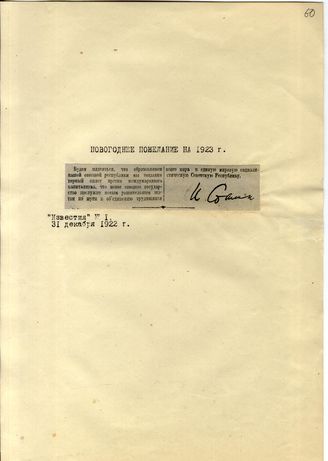 60
НОВОГОДНЕЕ ПОЖЕЛАНИЕ НА 1923 г.
Будем надеяться, что образованием
нашей союзной республики мы создали
верный оплот против международного
капитализма, что новое союзное государ-
ство послужит новым решительным ша-
гом по пути к объединению трудящихся
всего мира в единую мировую социали-
стическую Советскую Республику.
И Сталин
"Известия" № 1.
31 декабря 1922 г.